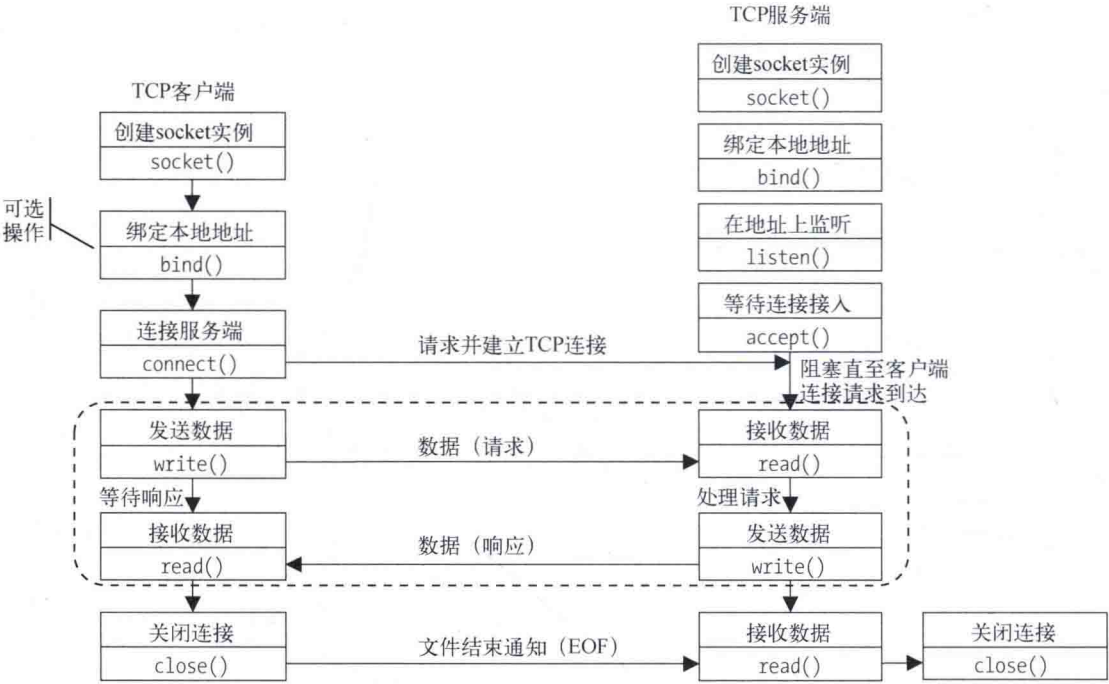 TCP服务端
创建socket实例
socket()
绑定本地地址
bind()
在地址上监听
listen()
等待连接接入
accept()
阻塞直至客户端
连接请求到达
TCP客户端
创建socket实例
socket()
可选
操作
绑定本地地址
bind()
连接服务端
connect()
请求并建立TCP连接
发送数据
write()
数据（请求）
接收数据
read()
等待响应
处理请求
接收数据
read()
数据（响应）
发送数据
write()
关闭连接
close()
文件结束通知（EOF）
接收数据
read()
关闭连接
close()